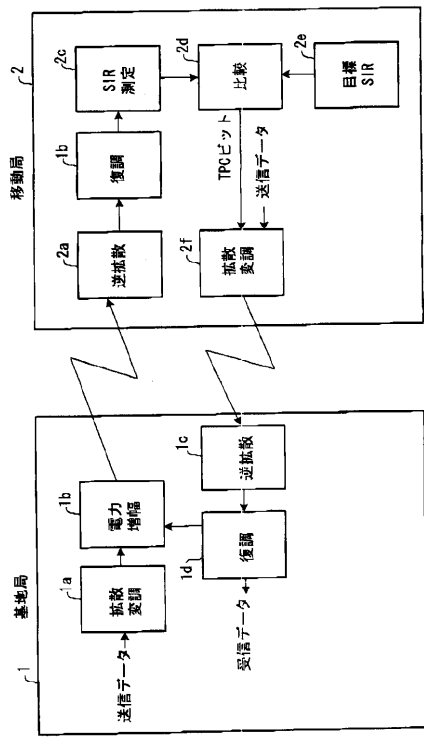 基地局
1
送信データ
1a
拡散
変調
1b
電力
増幅
1c
逆拡散
1d
復調
受信データ
移動局
2
2a
逆拡散
1b
復調
2c
SIR
測定
2d
比較
2e
目標
SIR
TPCビット
送信データ
2f
拡散
変調